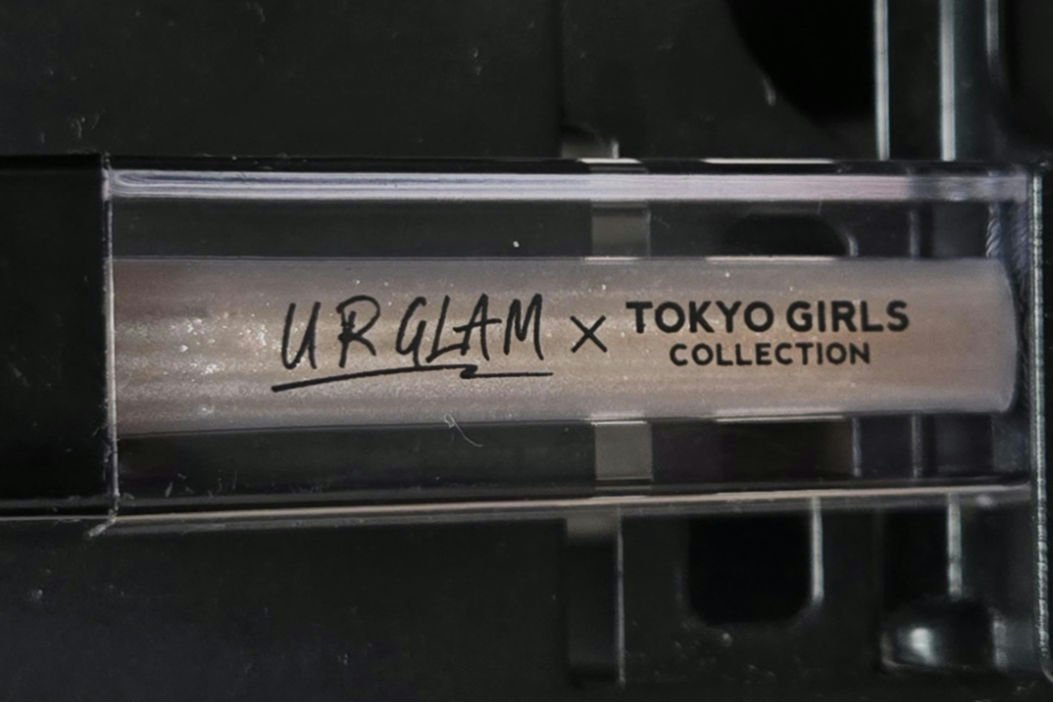 UR GLAM × TOKYO GIRLS
COLLECTION